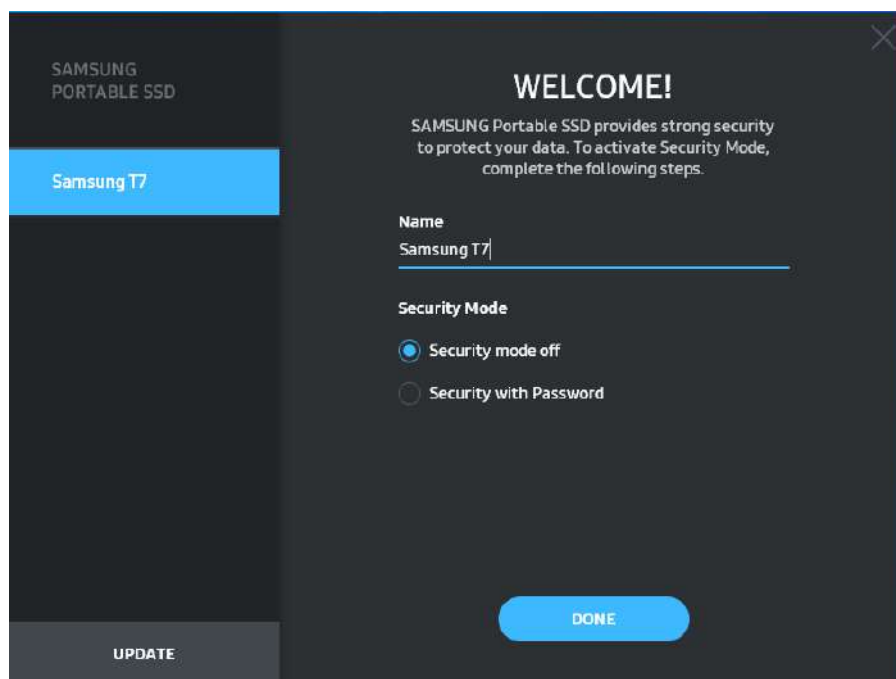 SAMSUNG
PORTABLE SSD
Samsung T7
UPDATE
WELCOME!
SAMSUNG Portable SSD provides strong security
to protect your data. To activate Security Mode,
complete the following steps.
Name
Samsung T7
Security Mode
Security mode off
Security with Password
DONE